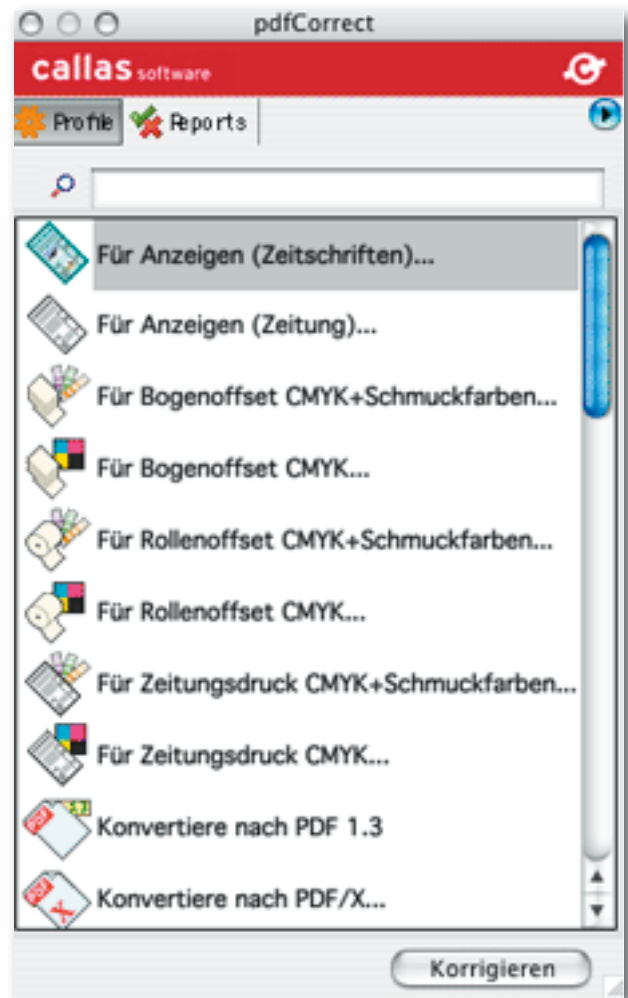 pdfCorrect
callas software
Profile Reports
Für Anzeigen (Zeitschriften)...
Für Anzeigen (Zeitung)...
Für Bogenoffset CMYK+Schmuckfarben...
Für Bogenoffset CMYK...
Für Rollenoffset CMYK+Schmuckfarben...
Für Rollenoffset CMYK...
Für Zeitungsdruck CMYK+Schmuckfarben...
Für Zeitungsdruck CMYK...
Konvertiere nach PDF 1.3
Konvertiere nach PDF/X...
Korrigieren